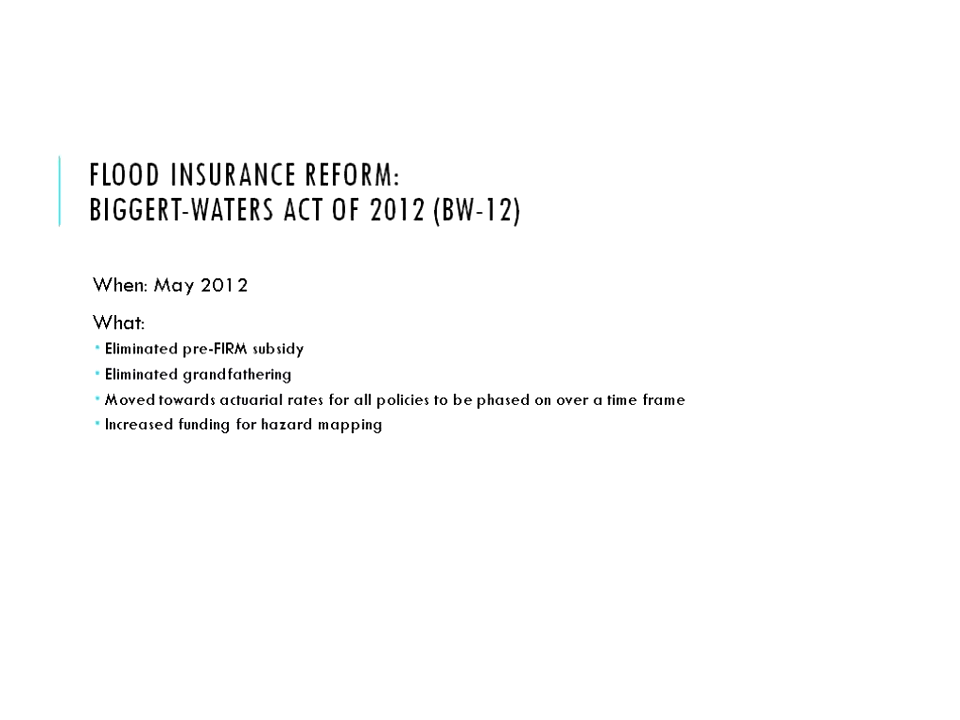 FLOOD INSURANCE REFORM:
BIGGERT-WATERS ACT OF 2012 (BW-12)
When: May 2012
What:
• Eliminated pre-FIRM subsidy
• Eliminated grandfathering
• Moved towards actuarial rates for all policies to be phased on over a time frame
• Increased funding for hazard mapping